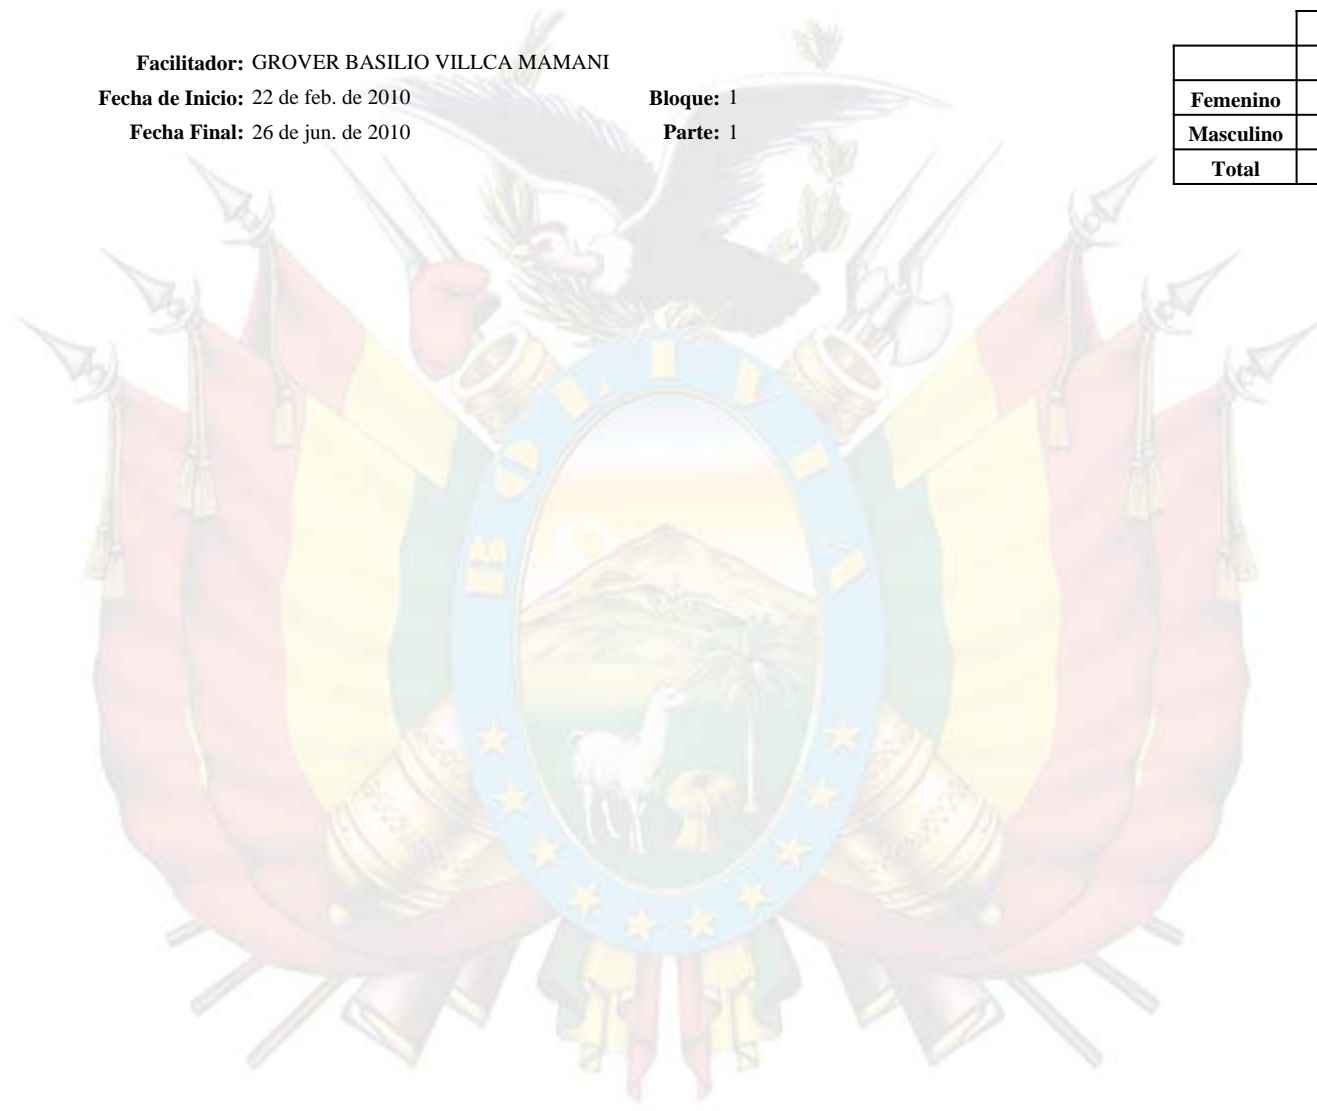 Facilitador: GROVER BASILIO VILLCA MAMANI
Fecha de Inicio: 22 de feb. de 2010 Bloque: 1
Fecha Final: 26 de jun. de 2010 Parte: 1
Femenino
Masculino
Total
BOLIVIA